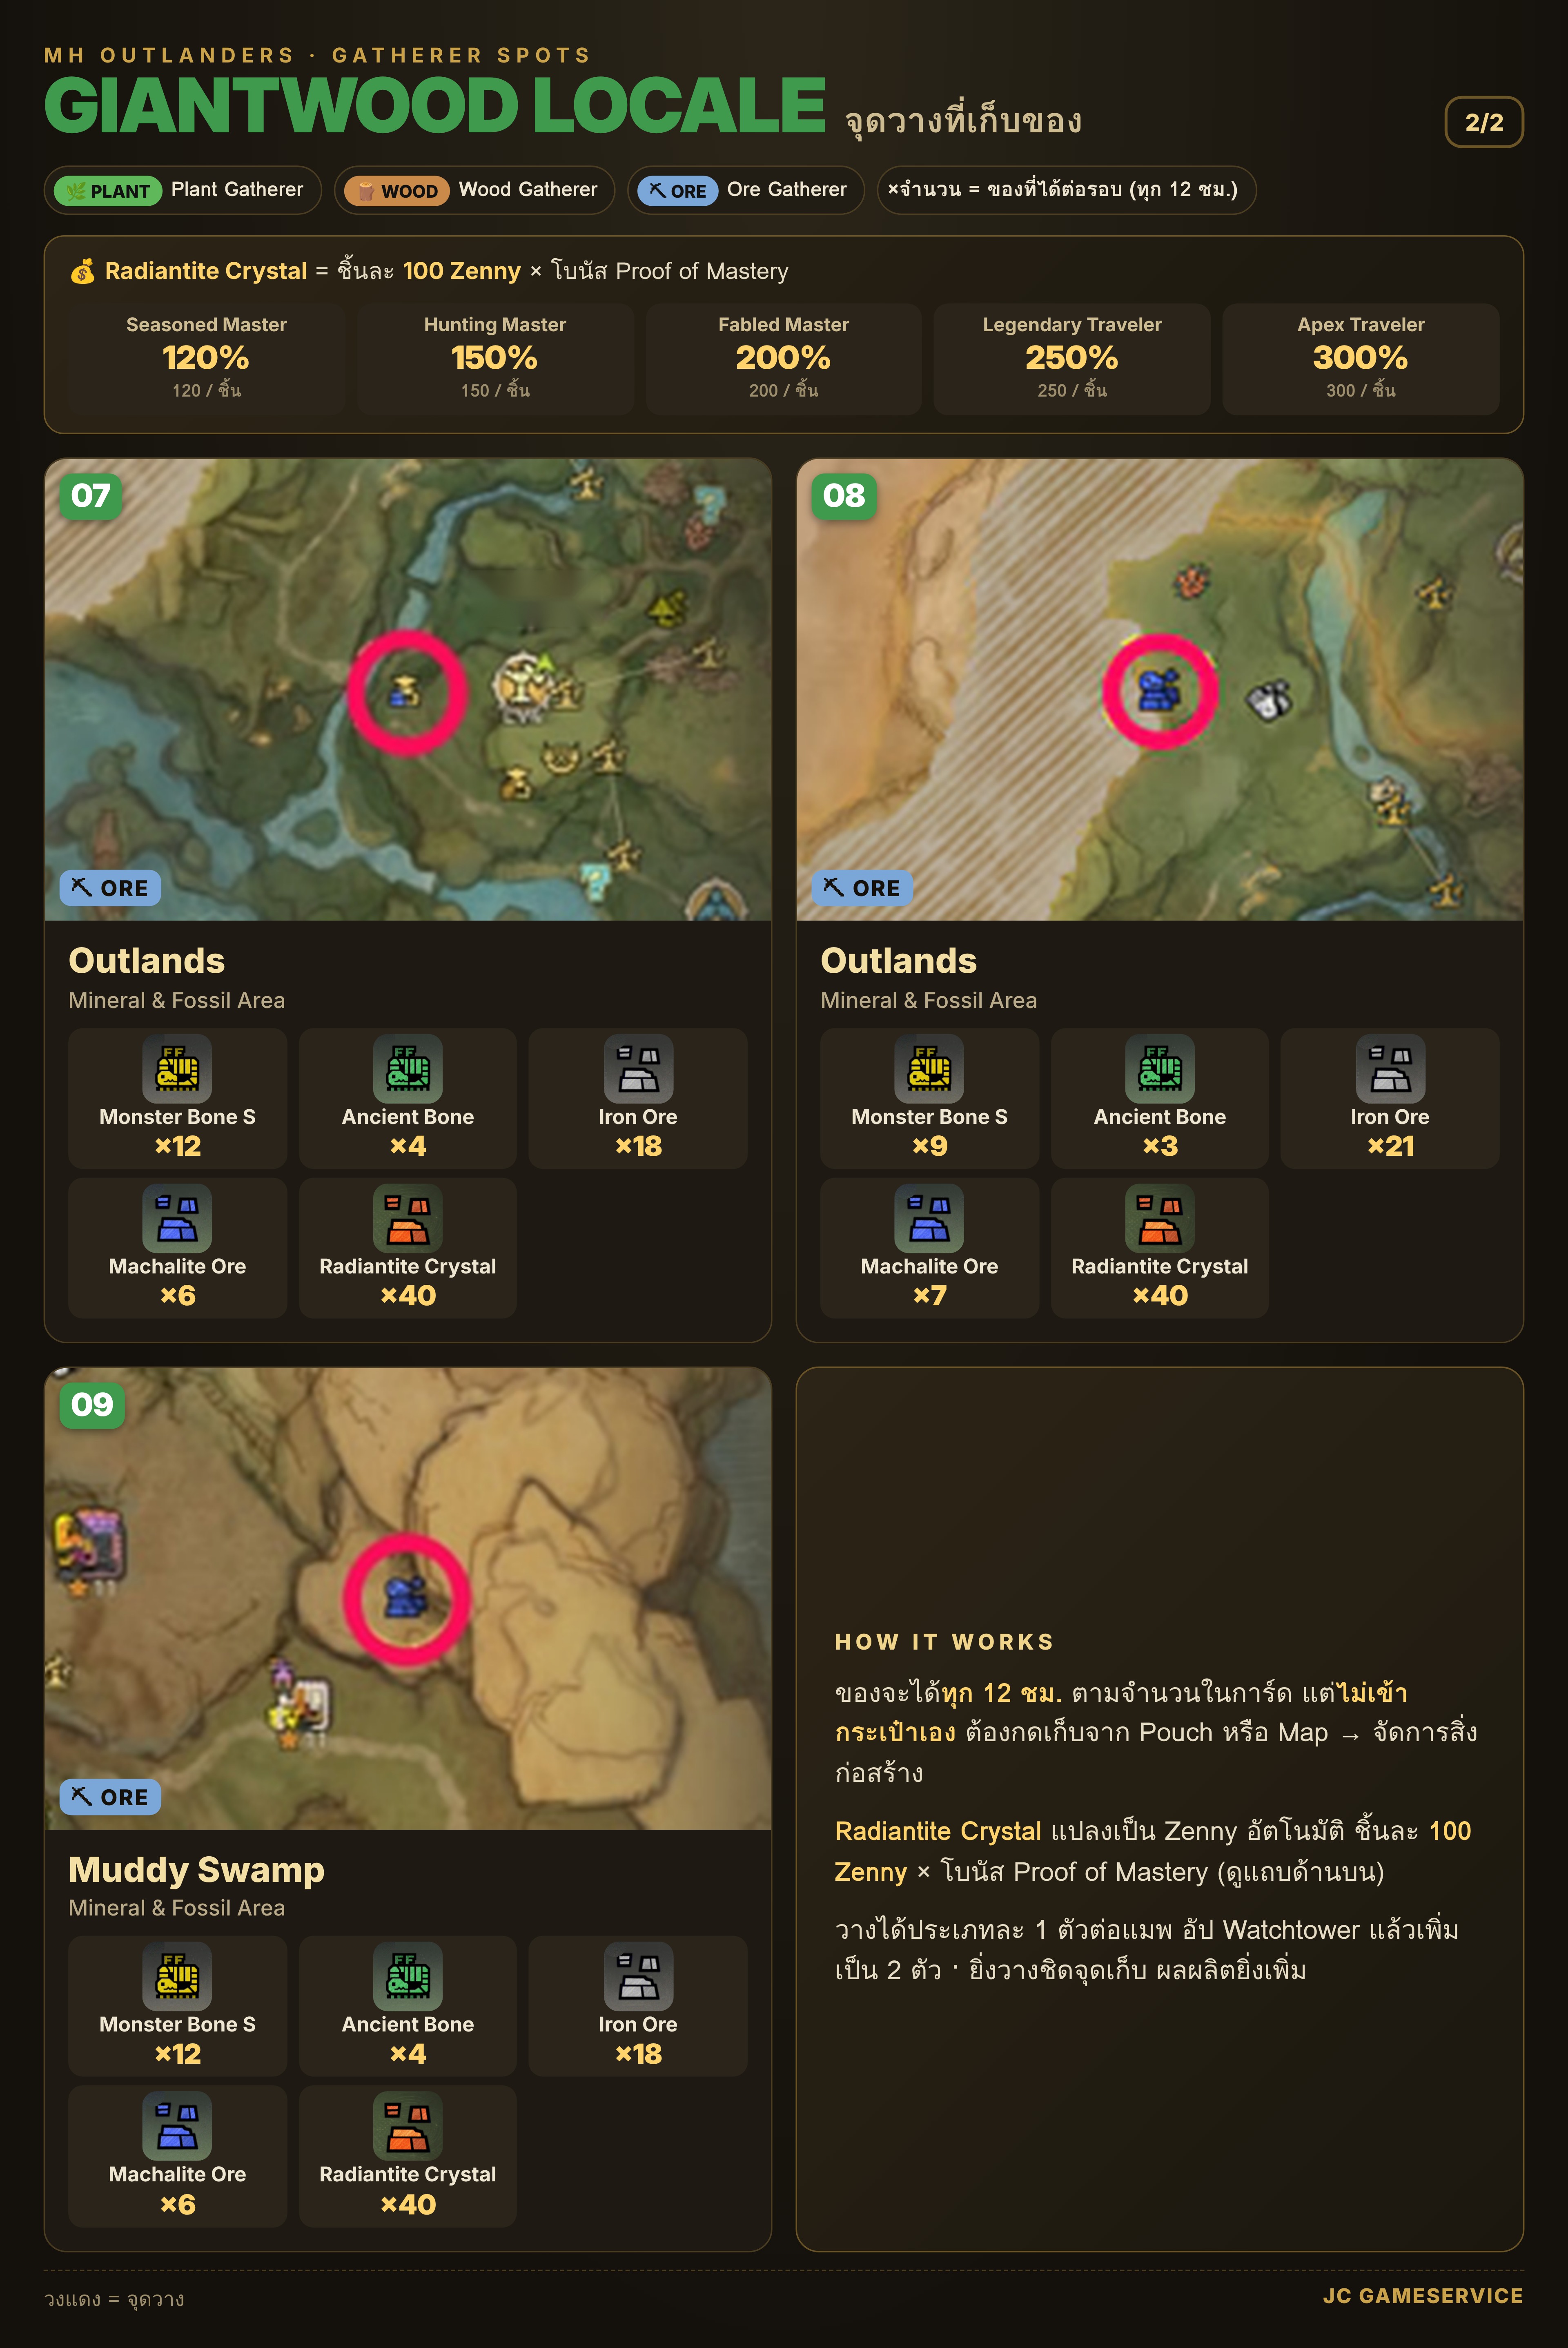 MH OUTLANDERS · GATHERER SPOTS
GIANTWOOD LOCALE จุดวางที่เก็บของ
2/2
🌿 PLANT Plant Gatherer
🪵 WOOD Wood Gatherer
⛏ ORE Ore Gatherer
×จำนวน = ของที่ได้ต่อรอบ (ทุก 12 ชม.)
💰 Radiantite Crystal = ชิ้นละ 100 Zenny × โบนัส Proof of Mastery
Seasoned Master
120%
120 / ชิ้น
Hunting Master
150%
150 / ชิ้น
Fabled Master
200%
200 / ชิ้น
Legendary Traveler
250%
250 / ชิ้น
Apex Traveler
300%
300 / ชิ้น
07
⛏ ORE
Outlands
Mineral & Fossil Area
Monster Bone S
×12
Ancient Bone
×4
Iron Ore
×18
Machalite Ore
×6
Radiantite Crystal
×40
08
⛏ ORE
Outlands
Mineral & Fossil Area
Monster Bone S
×9
Ancient Bone
×3
Iron Ore
×21
Machalite Ore
×7
Radiantite Crystal
×40
09
⛏ ORE
Muddy Swamp
Mineral & Fossil Area
Monster Bone S
×12
Ancient Bone
×4
Iron Ore
×18
Machalite Ore
×6
Radiantite Crystal
×40
HOW IT WORKS
ของจะได้ทุก 12 ชม. ตามจำนวนในการ์ด แต่ไม่เข้า
กระเป๋าเอง ต้องกดเก็บจาก Pouch หรือ Map → จัดการสิ่ง
ก่อสร้าง
Radiantite Crystal แปลงเป็น Zenny อัตโนมัติ ชิ้นละ 100
Zenny × โบนัส Proof of Mastery (ดูแถบด้านบน)
วางได้ประเภทละ 1 ตัวต่อแมพ อัป Watchtower แล้วเพิ่ม
เป็น 2 ตัว · ยิ่งวางชิดจุดเก็บ ผลผลิตยิ่งเพิ่ม
วงแดง = จุดวาง
JC GAMESERVICE